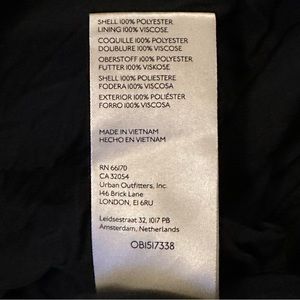 SHELL 100% POLYESTER
LINING 100% VISCOSE
COQUILLE 100% POLYESTER
DOUBLURE 100% VISCOSE
OBERSTOFF 100% POLYESTER
FUTTER 100% VISKOSE
SHELL 100% POLIESTERE
FODERA 100% VISCOSA
EXTERIOR 100% POLIÉSTER
FORRO 100% VISCOSA
MADE IN VIETNAM
HECHO EN VIETNAM
RN 66170
CA 32054
Urban Outfitters, Inc.
146 Brick Lane
LONDON, E1 6RU
Leidsestraat 32, 1017 PB
Amsterdam, Netherlands
OB1517338